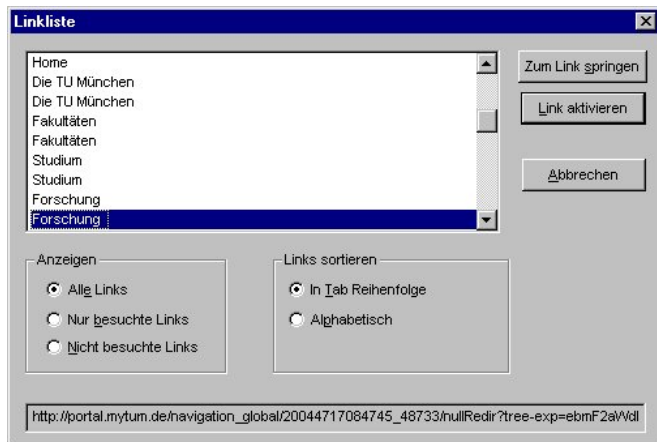 Linkliste
Home
Die TU München
Die TU München
Fakultäten
Fakultäten
Studium
Studium
Forschung
Forschung
Zum Link springen
Link aktivieren
Abbrechen
Anzeigen
Alle Links
Nur besuchte Links
Nicht besuchte Links
Links sortieren
In Tab Reihenfolge
Alphabetisch
http://portal.mytum.de/navigation_global/20044717084745_48733/nullRedir?tree-exp=ebmF2aWdl